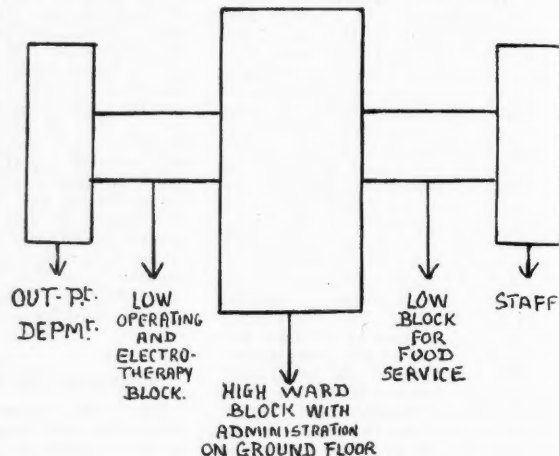 OUT-Pt.
DEPMt.
LOW
OPERATING
AND
ELECTRO-
THERAPY
BLOCK.
HIGH WARD
BLOCK WITH
ADMINISTRATION
ON GROUND FLOOR
LOW
BLOCK
FOR
FOOD
SERVICE
STAFF